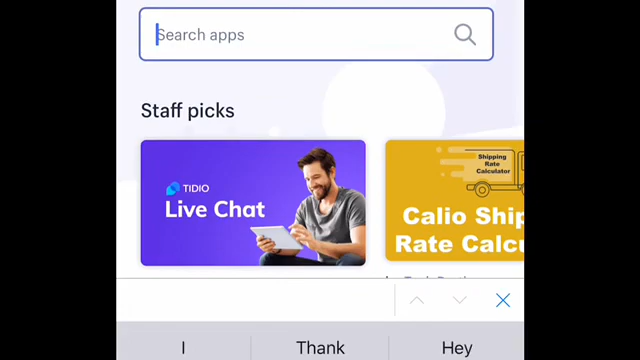 Search apps
Staff picks
TIDIO
Live Chat
Shipping
Rate
Calculator
Calio Ship
Rate Calcu
I
Thank
Hey